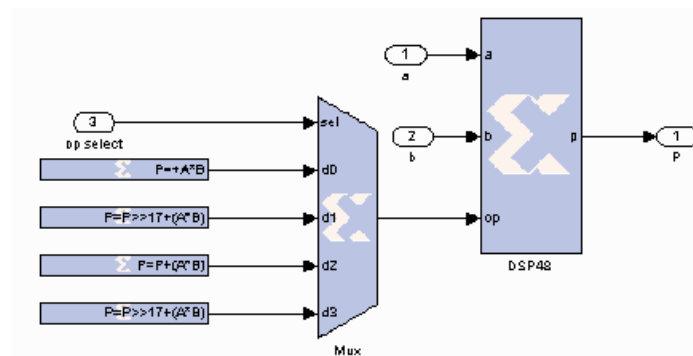 1
a
a
3
op select
sel
2
b
b
p
1
P
P=+A*B
d0
P=P>>17+(A*B)
d1
op
P=P+(A*B)
d2
DSP48
P=P>>17+(A*B)
d3
Mux